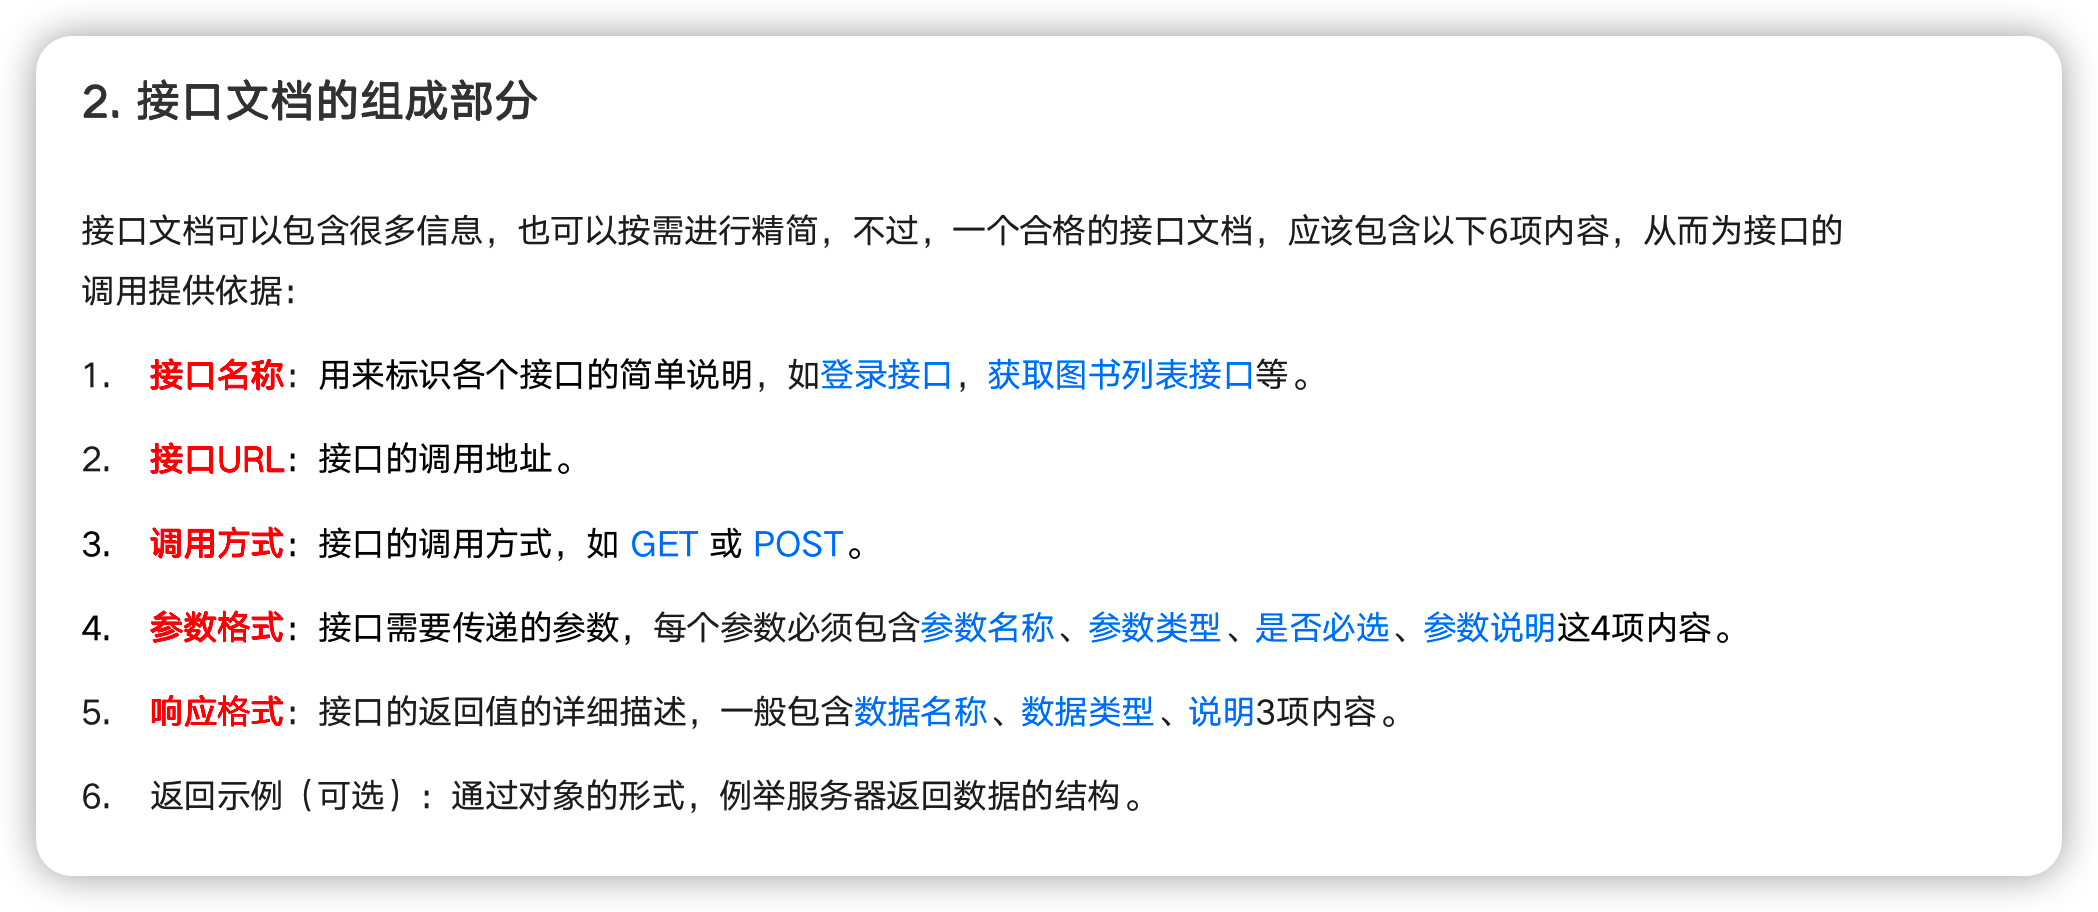 2. 接口文档的组成部分
接口文档可以包含很多信息，也可以按需进行精简，不过，一个合格的接口文档，应该包含以下6项内容，从而为接口的
调用提供依据：
1. 接口名称：用来标识各个接口的简单说明，如登录接口，获取图书列表接口等。
2. 接口URL：接口的调用地址。
3. 调用方式：接口的调用方式，如 GET 或 POST。
4. 参数格式：接口需要传递的参数，每个参数必须包含参数名称、参数类型、是否必选、参数说明这4项内容。
5. 响应格式：接口的返回值的详细描述，一般包含数据名称、数据类型、说明3项内容。
6. 返回示例（可选）：通过对象的形式，例举服务器返回数据的结构。